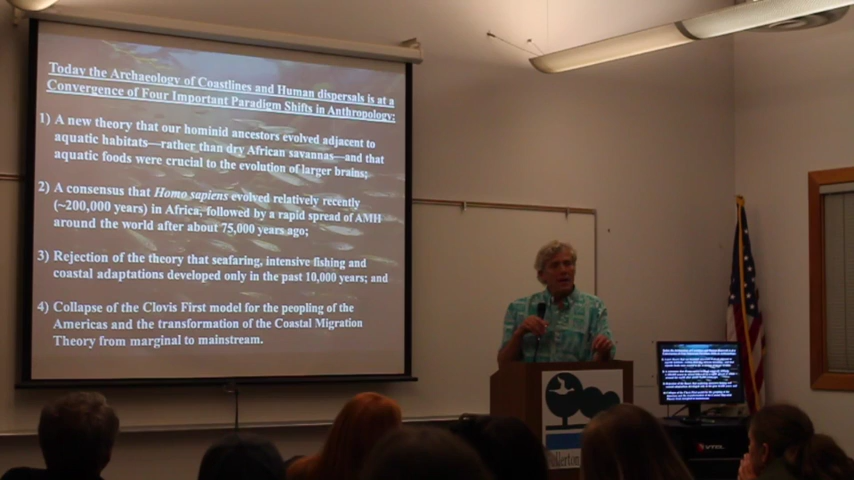 Today the Archaeology of Coastlines and Human dispersals is at a
Convergence of Four Important Paradigm Shifts in Anthropology:
1) A new theory that our hominid ancestors evolved adjacent to
aquatic habitats—rather than dry African savannas—and that
aquatic foods were crucial to the evolution of larger brains;
2) A consensus that Homo sapiens evolved relatively recently
(~200,000 years) in Africa, followed by a rapid spread of AMH
around the world after about 75,000 years ago;
3) Rejection of the theory that seafaring, intensive fishing and
coastal adaptations developed only in the past 10,000 years; and
4) Collapse of the Clovis First model for the peopling of the
Americas and the transformation of the Coastal Migration
Theory from marginal to mainstream.
VTEL